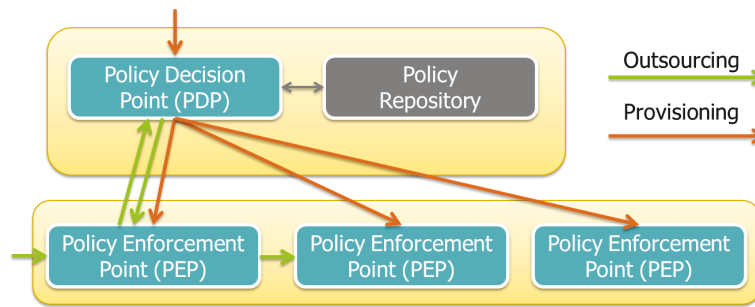 Policy Decision
Point (PDP)
Policy
Repository
Outsourcing
Provisioning
Policy Enforcement
Point (PEP)
Policy Enforcement
Point (PEP)
Policy Enforcement
Point (PEP)